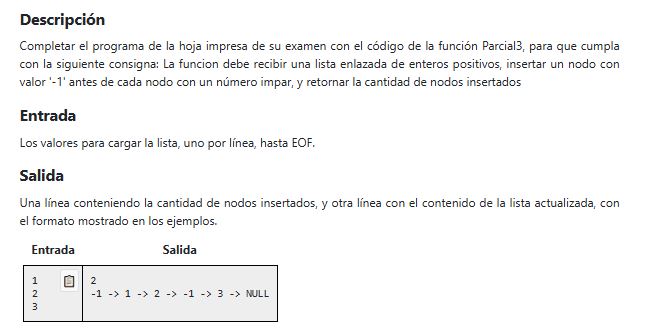 Descripción
Completar el programa de la hoja impresa de su examen con el código de la función Parcial3, para que cumpla
con la siguiente consigna: La funcion debe recibir una lista enlazada de enteros positivos, insertar un nodo con
valor '-1' antes de cada nodo con un número impar, y retornar la cantidad de nodos insertados
Entrada
Los valores para cargar la lista, uno por línea, hasta EOF.
Salida
Una línea conteniendo la cantidad de nodos insertados, y otra línea con el contenido de la lista actualizada, con
el formato mostrado en los ejemplos.
Entrada Salida
1 2
2 -1 -> 1 -> 2 -> -1 -> 3 -> NULL
3